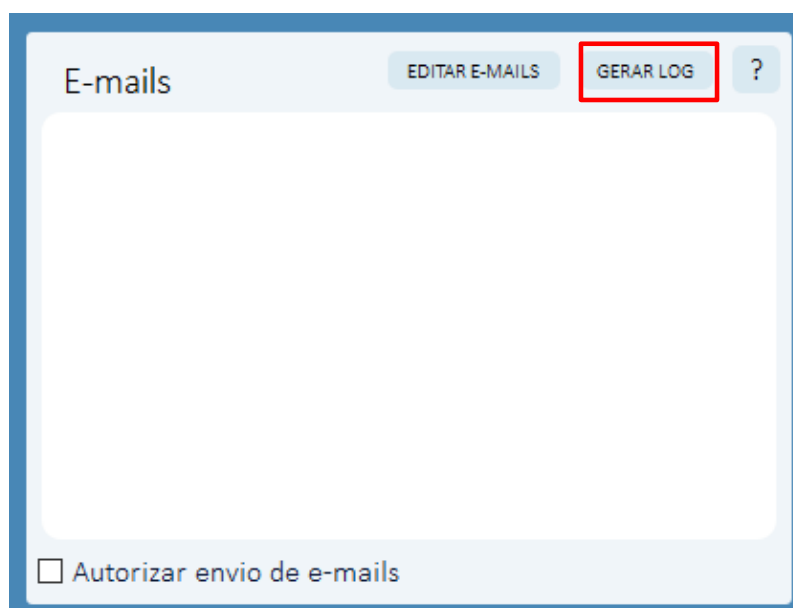 E-mails
EDITAR E-MAILS
GERAR LOG
?
Autorizar envio de e-mails